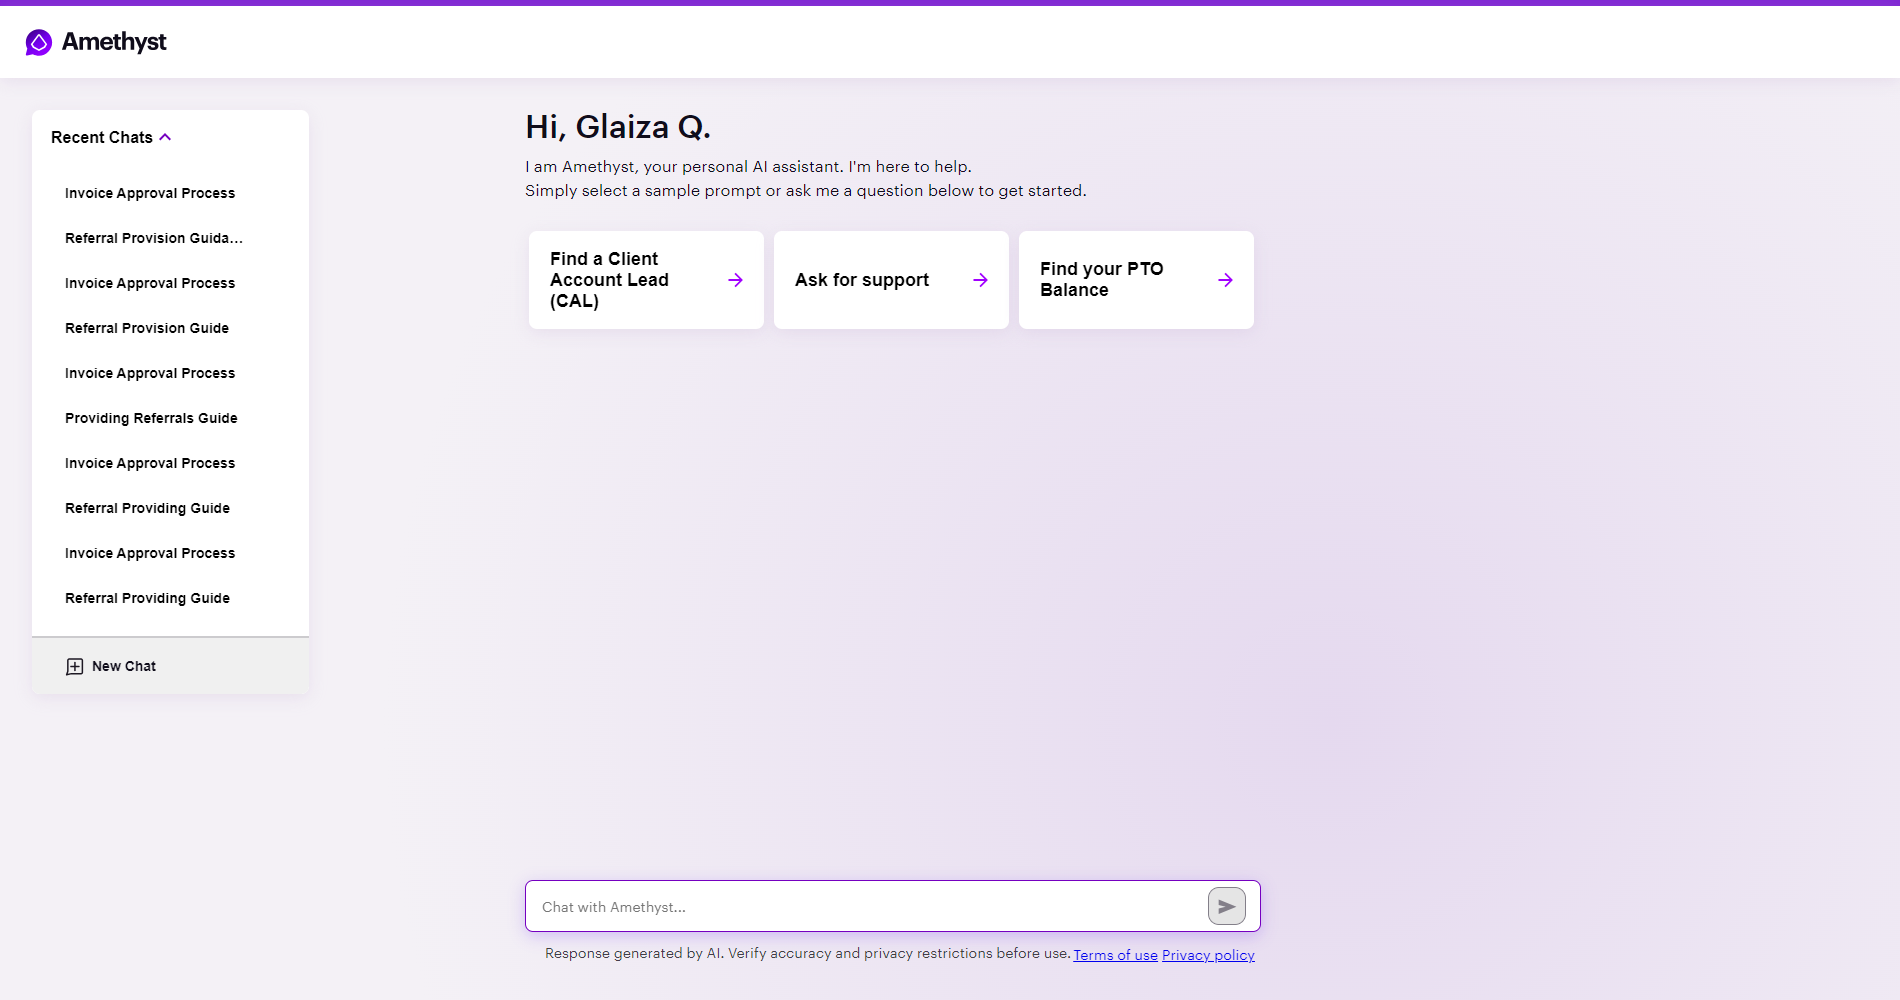 Amethyst
Recent Chats
Invoice Approval Process
Referral Provision Guida...
Invoice Approval Process
Referral Provision Guide
Invoice Approval Process
Providing Referrals Guide
Invoice Approval Process
Referral Providing Guide
Invoice Approval Process
Referral Providing Guide
New Chat
Hi, Glaiza Q.
I am Amethyst, your personal AI assistant. I'm here to help.
Simply select a sample prompt or ask me a question below to get started.
Find a Client
Account Lead
(CAL)
Ask for support
Find your PTO
Balance
Chat with Amethyst...
Response generated by AI. Verify accuracy and privacy restrictions before use. Terms of use Privacy policy